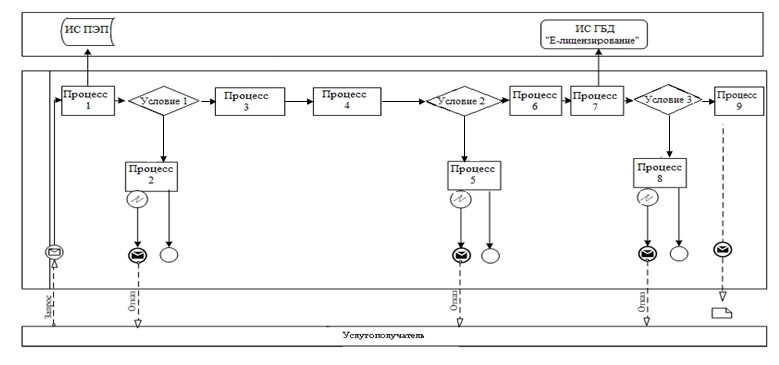 ИС ПЭП
ИС ГБД
"Е-лицензирование"
Процесс
1
Условие 1
Процесс
3
Процесс
4
Условие 2
Процесс
6
Процесс
7
Условие 3
Процесс
9
Процесс
2
Процесс
5
Процесс
8
Запрос
Отказ
Отказ
Отказ
Услугополучатель